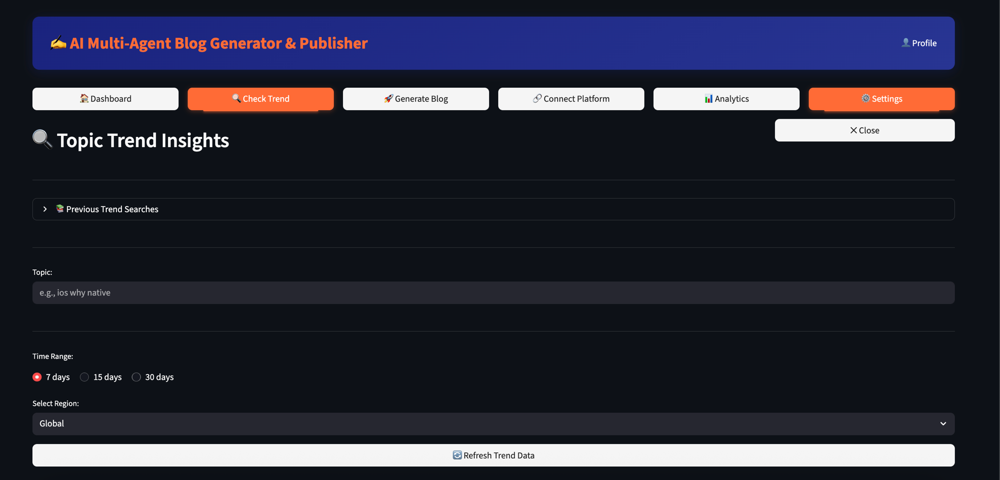 ✍️ AI Multi-Agent Blog Generator & Publisher
👤 Profile
🏠 Dashboard
🔍 Check Trend
🚀 Generate Blog
🔗 Connect Platform
📊 Analytics
⚙️ Settings
🔍 Topic Trend Insights
✕ Close
📚 Previous Trend Searches
Topic:
e.g., ios why native
Time Range:
7 days
15 days
30 days
Select Region:
Global
🔄 Refresh Trend Data